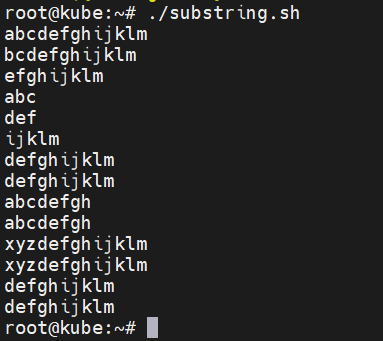 root@kube:~# ./substring.sh
abcdefghijklm
bcdefghijklm
efghijklm
abc
def
ijklm
defghijklm
defghijklm
abcdefgh
abcdefgh
xyzdefghijklm
xyzdefghijklm
defghijklm
defghijklm
root@kube:~#